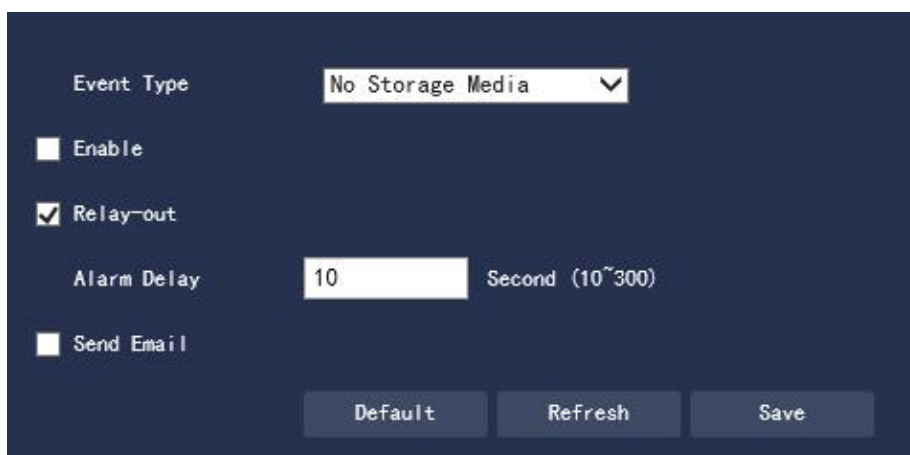 Event Type No Storage Media
Enable
Relay-out
Alarm Delay 10 Second (10~300)
Send Email
Default Refresh Save